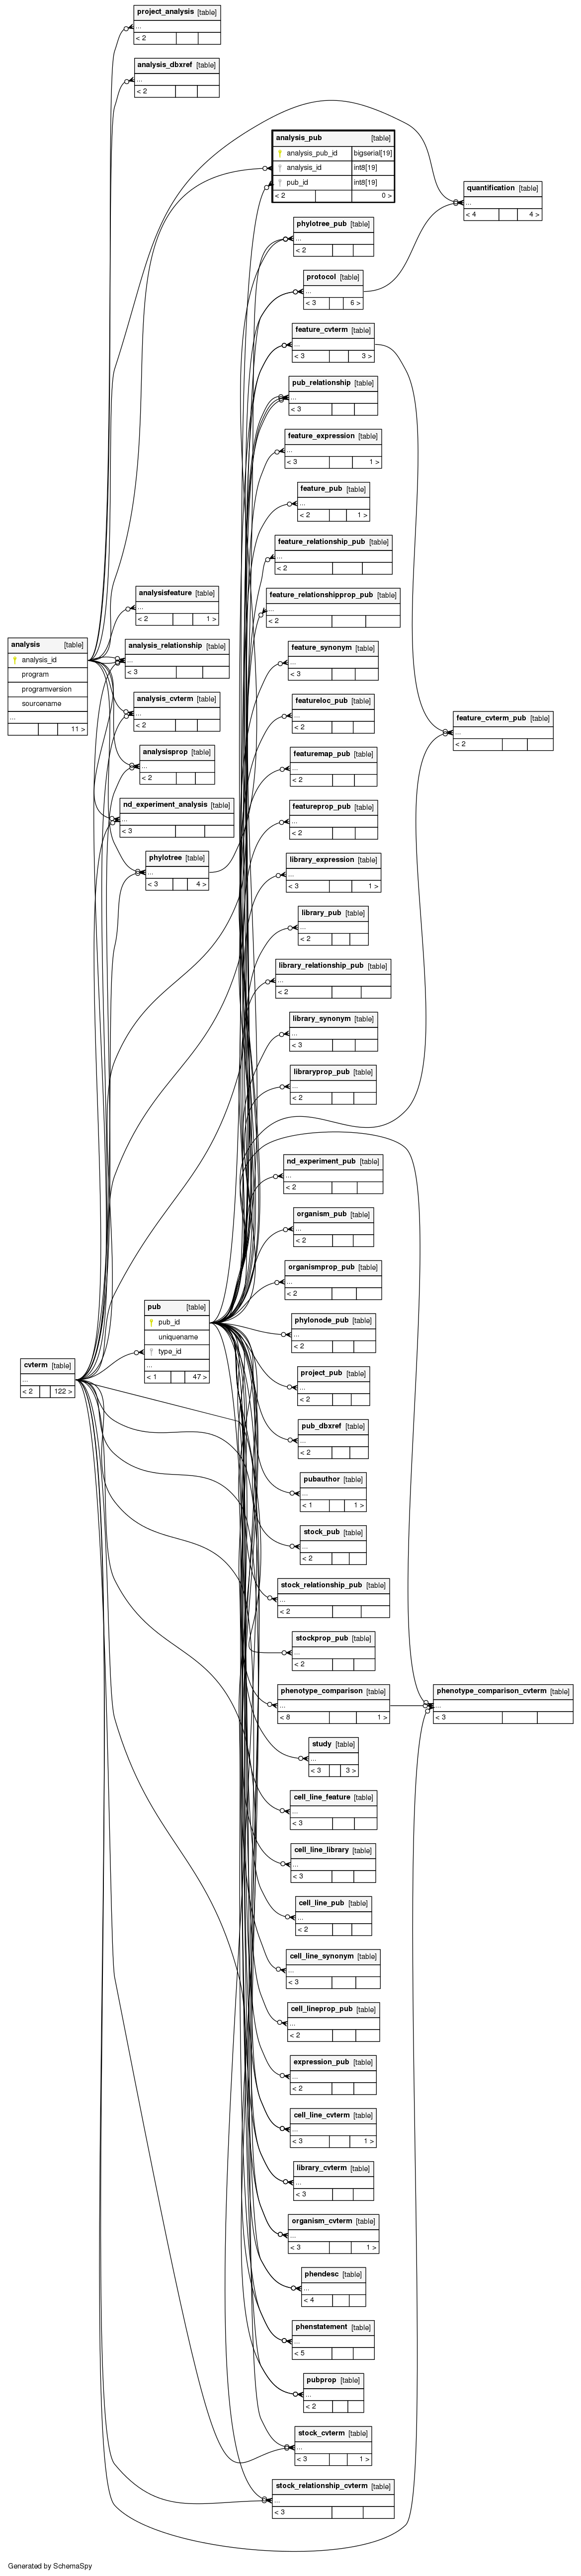 project_analysis [table]
...
< 2
analysis_dbxref [table]
...
< 2
analysis_pub [table]
analysis_pub_id bigserial[19]
analysis_id int8[19]
pub_id int8[19]
< 2 0 >
quantification [table]
...
< 4 4 >
phylotree_pub [table]
...
< 2
protocol [table]
...
< 3 6 >
feature_cvterm [table]
...
< 3 3 >
pub_relationship [table]
...
< 3
feature_expression [table]
...
< 3 1 >
feature_pub [table]
...
< 2 1 >
feature_relationship_pub [table]
...
< 2
analysisfeature [table]
...
< 2 1 >
feature_relationshipprop_pub [table]
...
< 2
analysis [table]
analysis_id
program
programversion
sourcename
...
11 >
analysis_relationship [table]
...
< 3
feature_synonym [table]
...
< 3
analysis_cvterm [table]
...
< 2
featureloc_pub [table]
...
< 2
feature_cvterm_pub [table]
...
< 2
analysisprop [table]
...
< 2
featuremap_pub [table]
...
< 2
nd_experiment_analysis [table]
...
< 3
featureprop_pub [table]
...
< 2
phylotree [table]
...
< 3 4 >
library_expression [table]
...
< 3 1 >
library_pub [table]
...
< 2
library_relationship_pub [table]
...
< 2
library_synonym [table]
...
< 3
libraryprop_pub [table]
...
< 2
nd_experiment_pub [table]
...
< 2
organism_pub [table]
...
< 2
organismprop_pub [table]
...
< 2
pub [table]
pub_id
uniquename
type_id
...
< 1 47 >
phylonode_pub [table]
...
< 2
cvterm [table]
...
< 2 122 >
project_pub [table]
...
< 2
pub_dbxref [table]
...
< 2
pubauthor [table]
...
< 1 1 >
stock_pub [table]
...
< 2
stock_relationship_pub [table]
...
< 2
stockprop_pub [table]
...
< 2
phenotype_comparison [table]
...
< 8 1 >
phenotype_comparison_cvterm [table]
...
< 3
study [table]
...
< 3 3 >
cell_line_feature [table]
...
< 3
cell_line_library [table]
...
< 3
cell_line_pub [table]
...
< 2
cell_line_synonym [table]
...
< 3
cell_lineprop_pub [table]
...
< 2
expression_pub [table]
...
< 2
cell_line_cvterm [table]
...
< 3 1 >
library_cvterm [table]
...
< 3
organism_cvterm [table]
...
< 3 1 >
phendesc [table]
...
< 4
phenstatement [table]
...
< 5
pubprop [table]
...
< 2
stock_cvterm [table]
...
< 3 1 >
stock_relationship_cvterm [table]
...
< 3
Generated by SchemaSpy